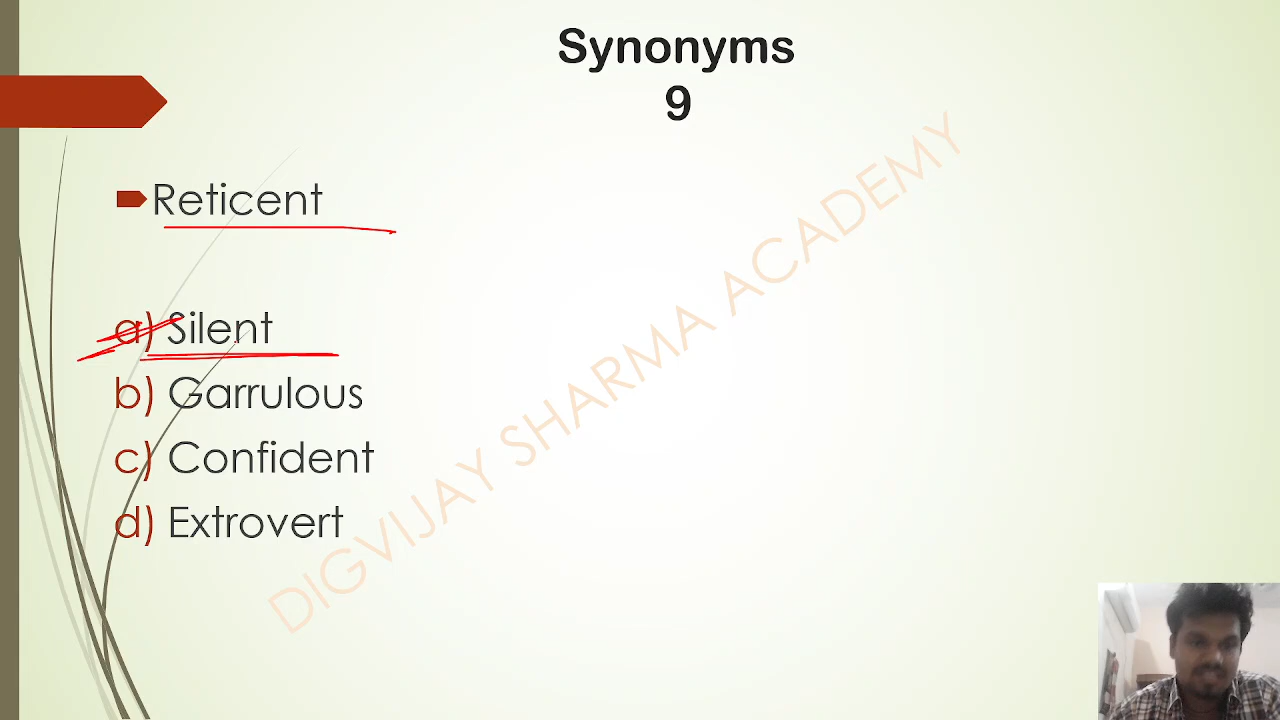 Synonyms
9
Reticent
a) Silent
b) Garrulous
c) Confident
d) Extrovert
DIGVIJAY SHARMA ACADEMY